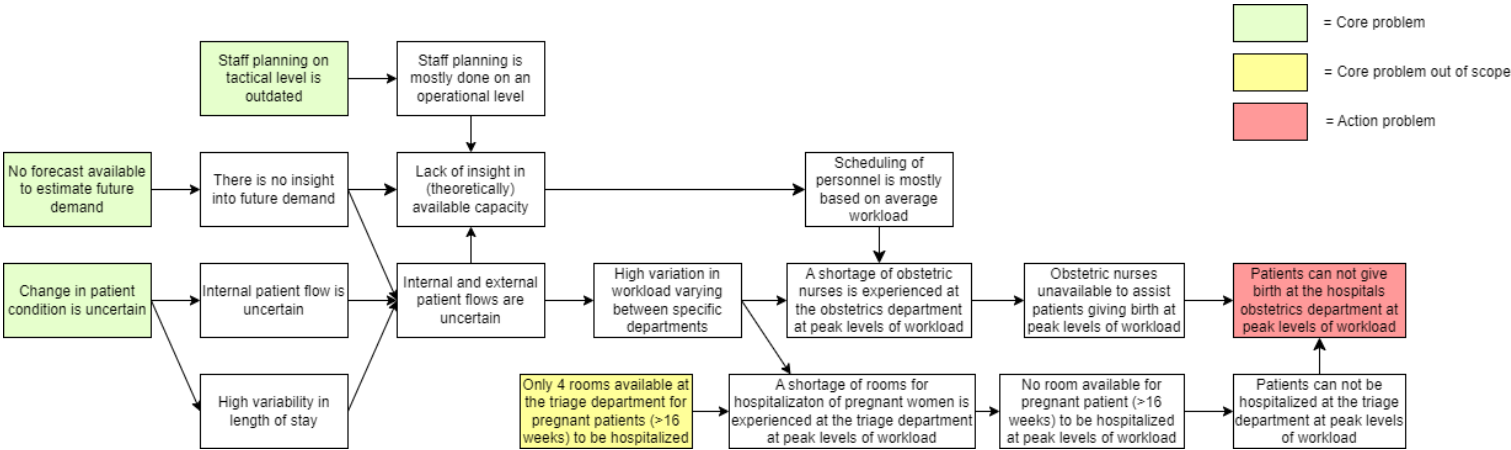 = Core problem
= Core problem out of scope
= Action problem
Staff planning on
tactical level is
outdated
Staff planning is
mostly done on an
operational level
No forecast available
to estimate future
demand
There is no insight
into future demand
Lack of insight in
(theoretically)
available capacity
Scheduling of
personnel is mostly
based on average
workload
Change in patient
condition is uncertain
Internal patient flow is
uncertain
Internal and external
patient flows are
uncertain
High variation in
workload varying
between specific
departments
A shortage of obstetric
nurses is experienced at
the obstetrics department
at peak levels of workload
Obstetric nurses
unavailable to assist
patients giving birth at
peak levels of workload
Patients can not give
birth at the hospitals
obstetrics department at
peak levels of workload
High variability in
length of stay
Only 4 rooms available at
the triage department for
pregnant patients (>16
weeks) to be hospitalized
A shortage of rooms for
hospitalizaton of pregnant women is
experienced at the triage department
at peak levels of workload
No room available for
pregnant patient (>16
weeks) to be hospitalized
at peak levels of workload
Patients can not be
hospitalized at the triage
department at peak levels
of workload